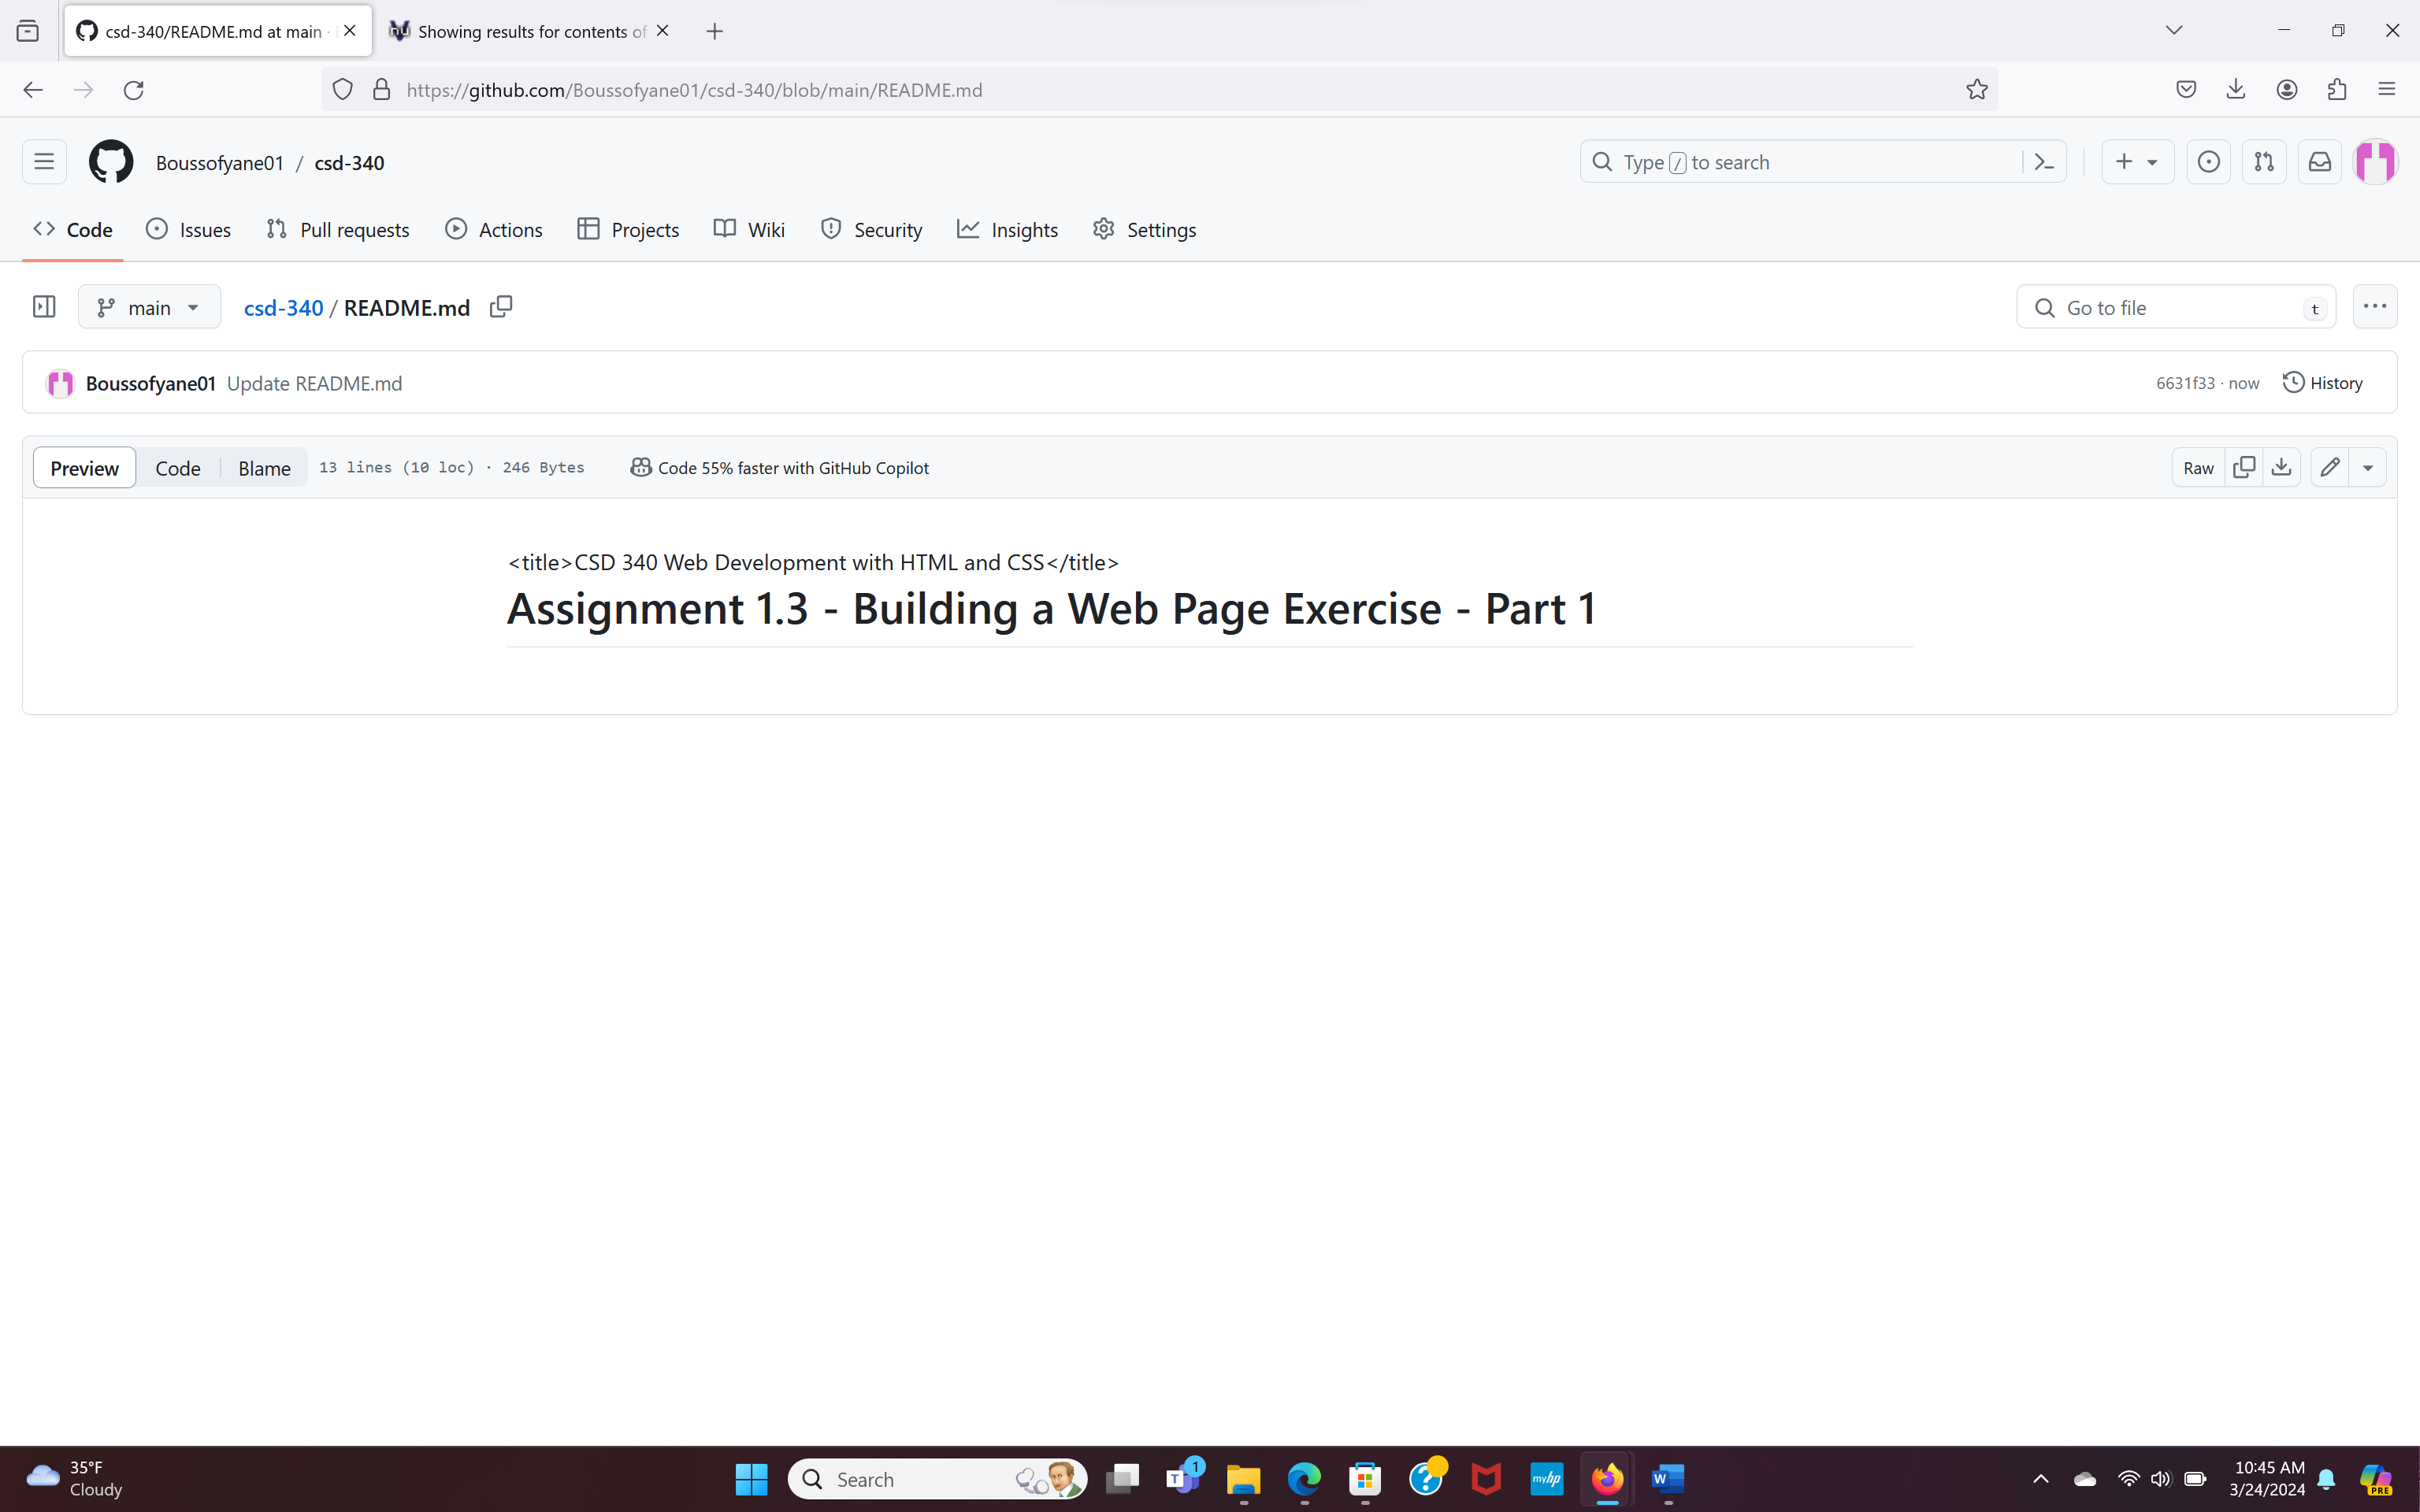 csd-340/README.md at main ·
Showing results for contents of
https://github.com/Boussofyane01/csd-340/blob/main/README.md
Boussofyane01 / csd-340
Type / to search
Code Issues Pull requests Actions Projects Wiki Security Insights Settings
main csd-340 / README.md
Go to file t
Boussofyane01 Update README.md
6631f33 · now History
Preview Code Blame 13 lines (10 loc) · 246 Bytes Code 55% faster with GitHub Copilot
Raw
<title>CSD 340 Web Development with HTML and CSS</title>
Assignment 1.3 - Building a Web Page Exercise - Part 1
35°F
Cloudy
Search
T
1
myhp
W
10:45 AM
3/24/2024
PRE